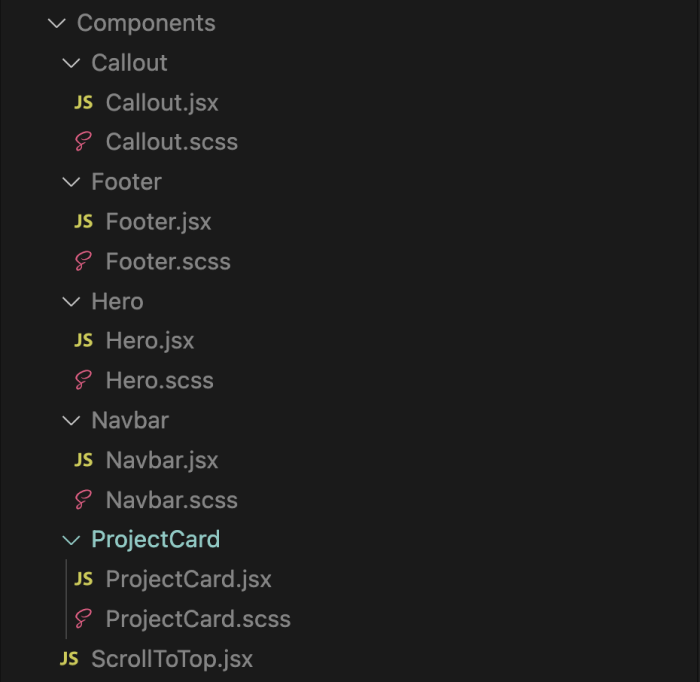 Components
Callout
JS Callout.jsx
Callout.scss
Footer
JS Footer.jsx
Footer.scss
Hero
JS Hero.jsx
Hero.scss
Navbar
JS Navbar.jsx
Navbar.scss
ProjectCard
JS ProjectCard.jsx
ProjectCard.scss
JS ScrollToTop.jsx